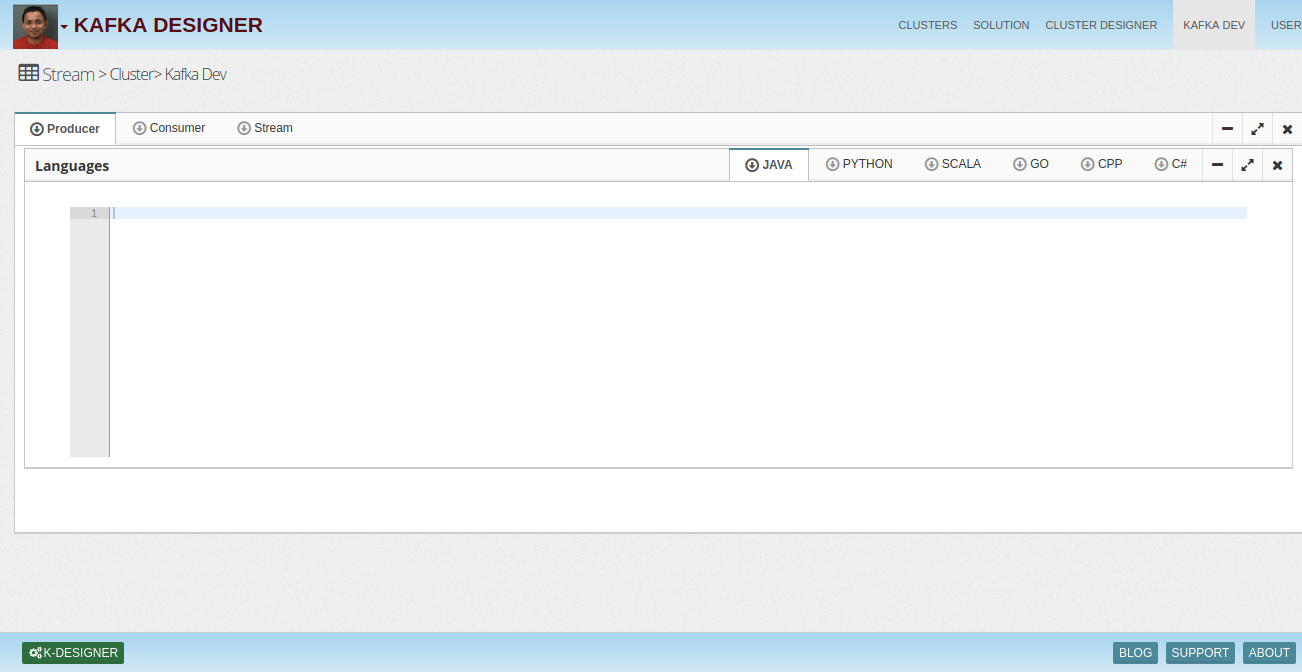 KAFKA DESIGNER CLUSTERS SOLUTION CLUSTER DESIGNER KAFKA DEV USER
Stream > Cluster> Kafka Dev
Producer Consumer Stream
Languages JAVA PYTHON SCALA GO CPP C#
1
K-DESIGNER BLOG SUPPORT ABOUT